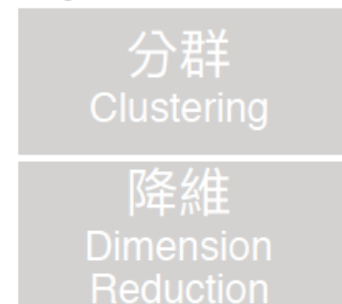 分群
Clustering
降維
Dimension
Reduction